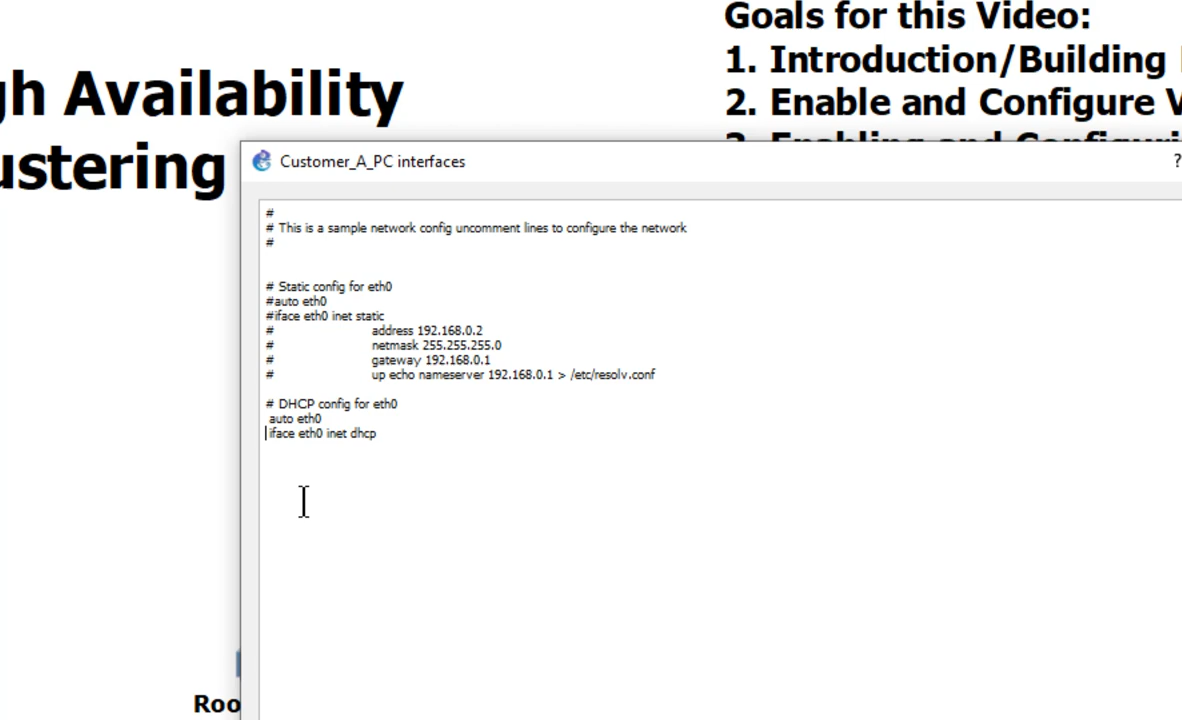 Goals for this Video:
1. Introduction/Building
2. Enable and Configure
gh Availability
ustering
Customer_A_PC interfaces
?
#
# This is a sample network config uncomment lines to configure the network
#
# Static config for eth0
#auto eth0
#iface eth0 inet static
# address 192.168.0.2
# netmask 255.255.255.0
# gateway 192.168.0.1
# up echo nameserver 192.168.0.1 > /etc/resolv.conf
# DHCP config for eth0
auto eth0
iface eth0 inet dhcp
Roo